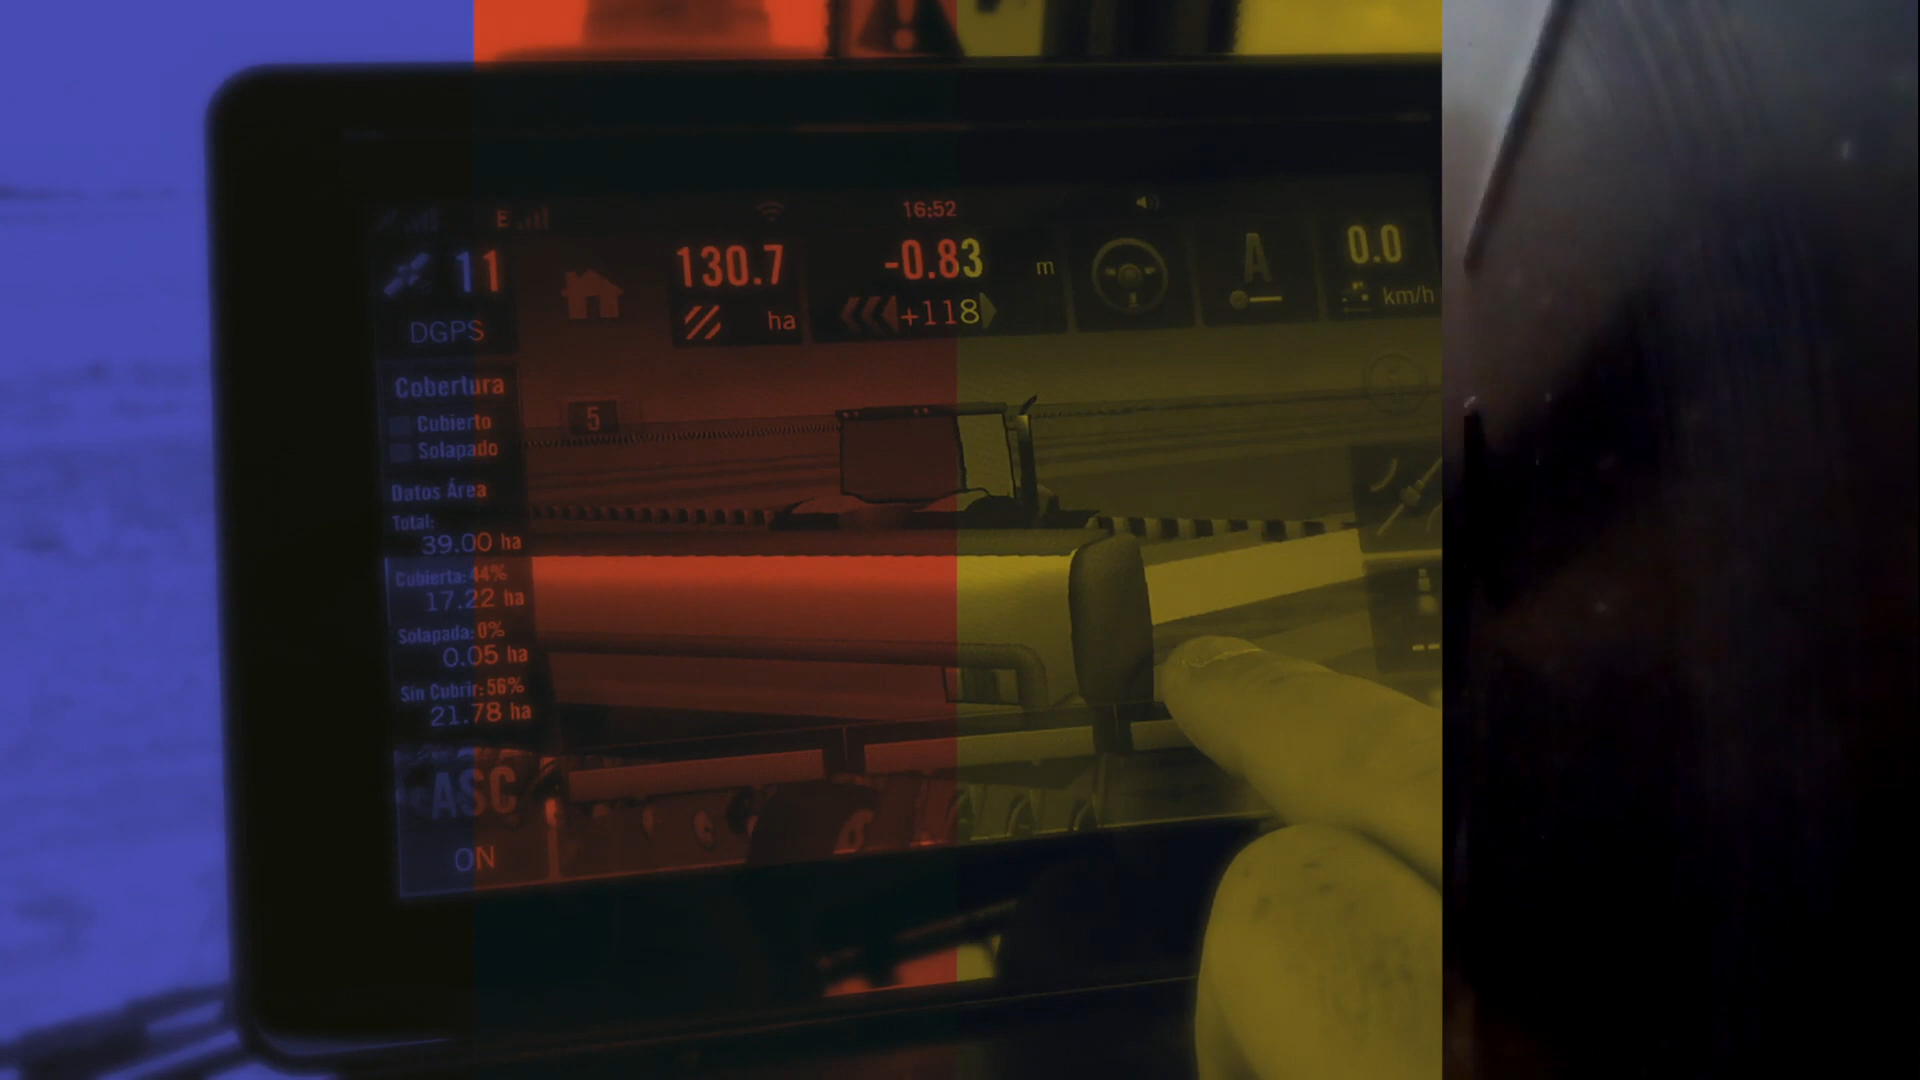 E
16:52
11
DGPS
130.7
ha
-0.83
m
+118
A
0.0
km/h
5
Cobertura
Cubierto
Solapado
Datos Área
Total:
39.00 ha
Cubierta: 44%
17.22 ha
Solapada: 0%
0.05 ha
Sin Cubrir: 56%
21.78 ha
ASC
ON